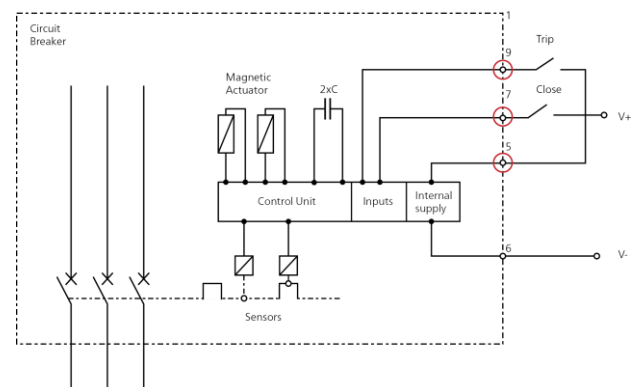 Circuit
Breaker
1
9
Trip
Magnetic
Actuator
2xC
7
Close
V+
5
Control Unit
Inputs
Internal
supply
6
V-
Sensors